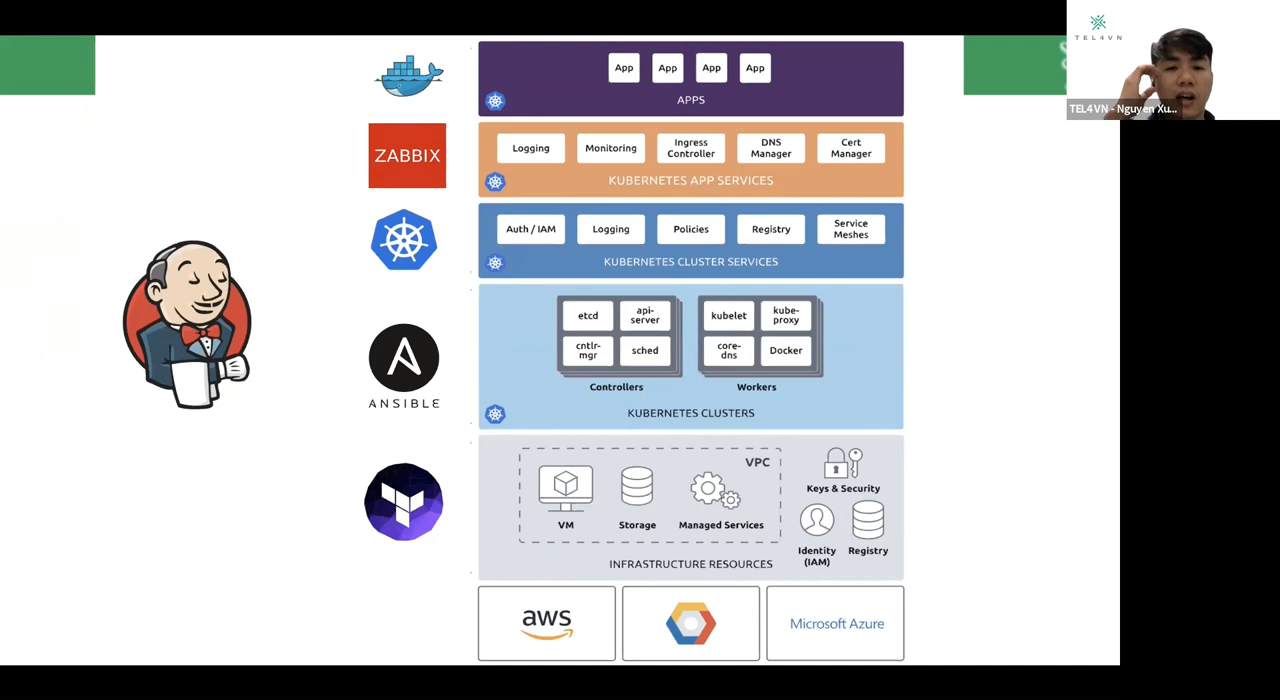 TEL4VN
TEL4VN - Nguyen Xu...
App
App
App
App
APPS
ZABBIX
Logging
Monitoring
Ingress
Controller
DNS
Manager
Cert
Manager
KUBERNETES APP SERVICES
Auth / IAM
Logging
Policies
Registry
Service
Meshes
KUBERNETES CLUSTER SERVICES
etcd
api-
server
cntlr-
mgr
sched
Controllers
kubelet
kube-
proxy
core-
dns
Docker
Workers
KUBERNETES CLUSTERS
ANSIBLE
VPC
VM
Storage
Managed Services
Keys & Security
Identity
(IAM)
Registry
INFRASTRUCTURE RESOURCES
aws
Microsoft Azure